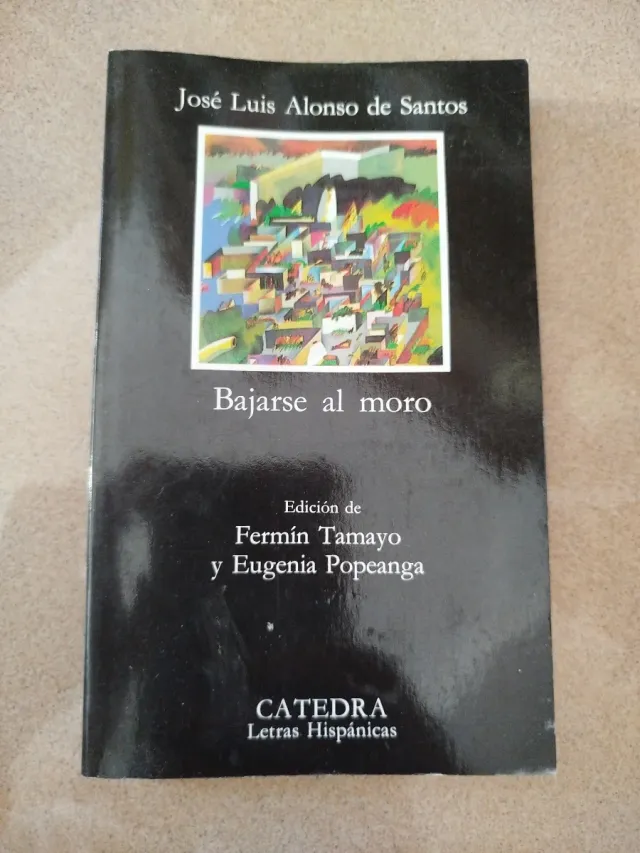 José Luis Alonso de Santos
Bajarse al moro
Edición de
Fermín Tamayo
y Eugenia Popeanga
CATEDRA
Letras Hispánicas